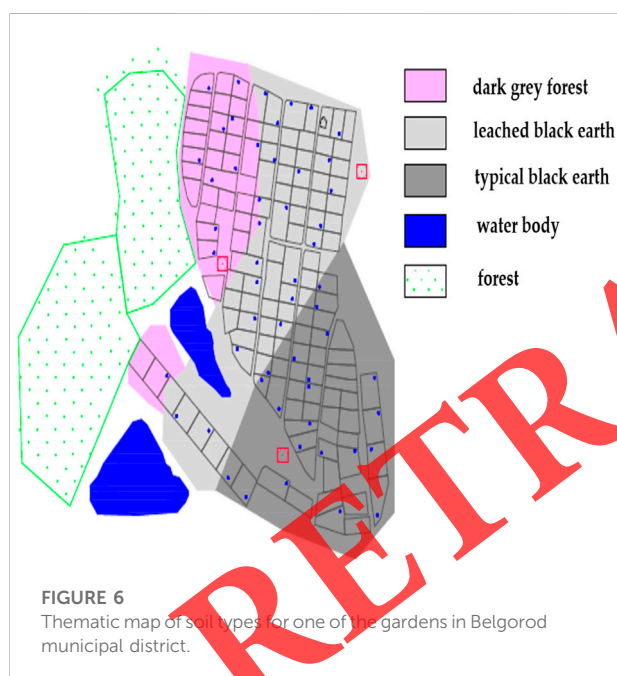 dark grey forest
leached black earth
typical black earth
water body
forest
RETRA
FIGURE 6
Thematic map of soil types for one of the gardens in Belgorod
municipal district.